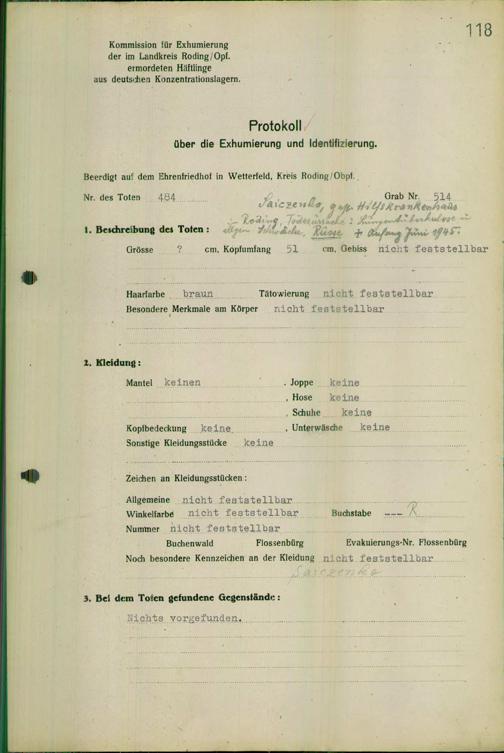 118
Kommission für Exhumierung
der im Landkreis Roding/Opf.
ermordeten Häftlinge
aus deutschen Konzentrationslagern.
Protokoll
über die Exhumierung und Identifizierung.
Beerdigt auf dem Ehrenfriedhof in Wetterfeld, Kreis Roding/Obpf.
Nr. des Toten 484 Grab Nr. 514
Saiczenko, gest. Hilfskrankenhaus
- Roding, Todesursache: Lungentuberkulose u.
1. Beschreibung des Toten: allgem. Schwäche, Russe + Anfang Juni 1945.
Grösse ? cm, Kopfumfang 51 cm, Gebiss nicht feststellbar
Haarfarbe braun Tätowierung nicht feststellbar
Besondere Merkmale am Körper nicht feststellbar
2. Kleidung:
Mantel keinen , Joppe keine
, Hose keine
, Schuhe keine
Kopfbedeckung keine , Unterwäsche keine
Sonstige Kleidungsstücke keine
Zeichen an Kleidungsstücken:
Allgemeine nicht feststellbar
Winkelfarbe nicht feststellbar Buchstabe --- R
Nummer nicht feststellbar
Buchenwald Flossenbürg Evakuierungs-Nr. Flossenbürg
Noch besondere Kennzeichen an der Kleidung nicht feststellbar
Saiczenko
3. Bei dem Toten gefundene Gegenstände:
Nichts vorgefunden.